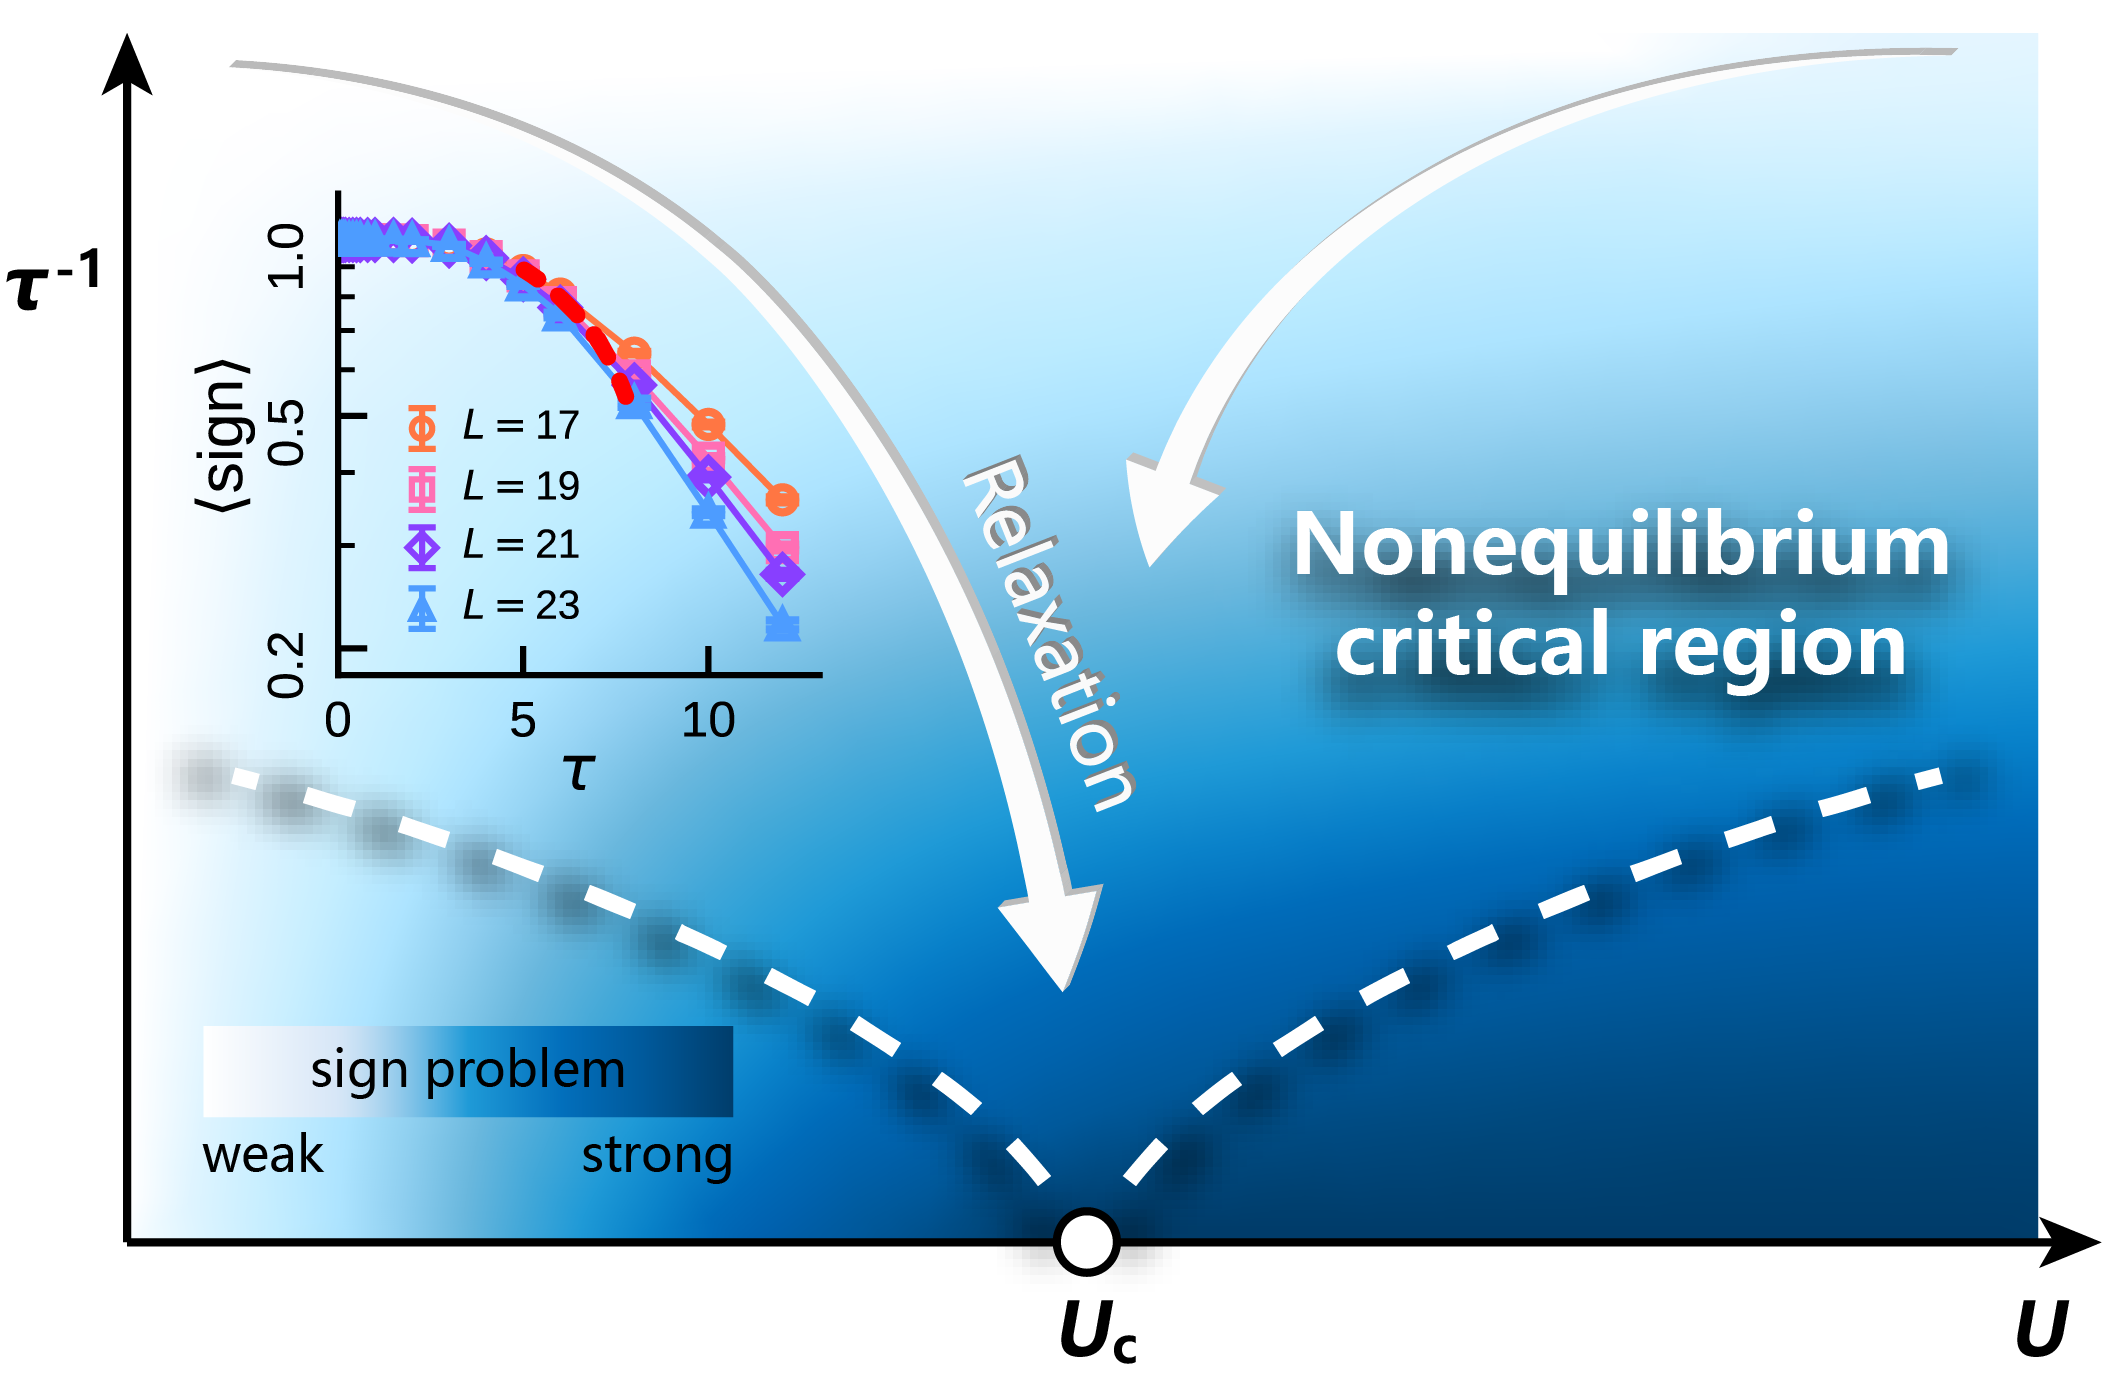 τ⁻¹
1.0
0.5
0.2
⟨sign⟩
L = 17
L = 19
L = 21
L = 23
0 5 10
τ
Relaxation
Nonequilibrium
critical region
sign problem
weak strong
Uc
U